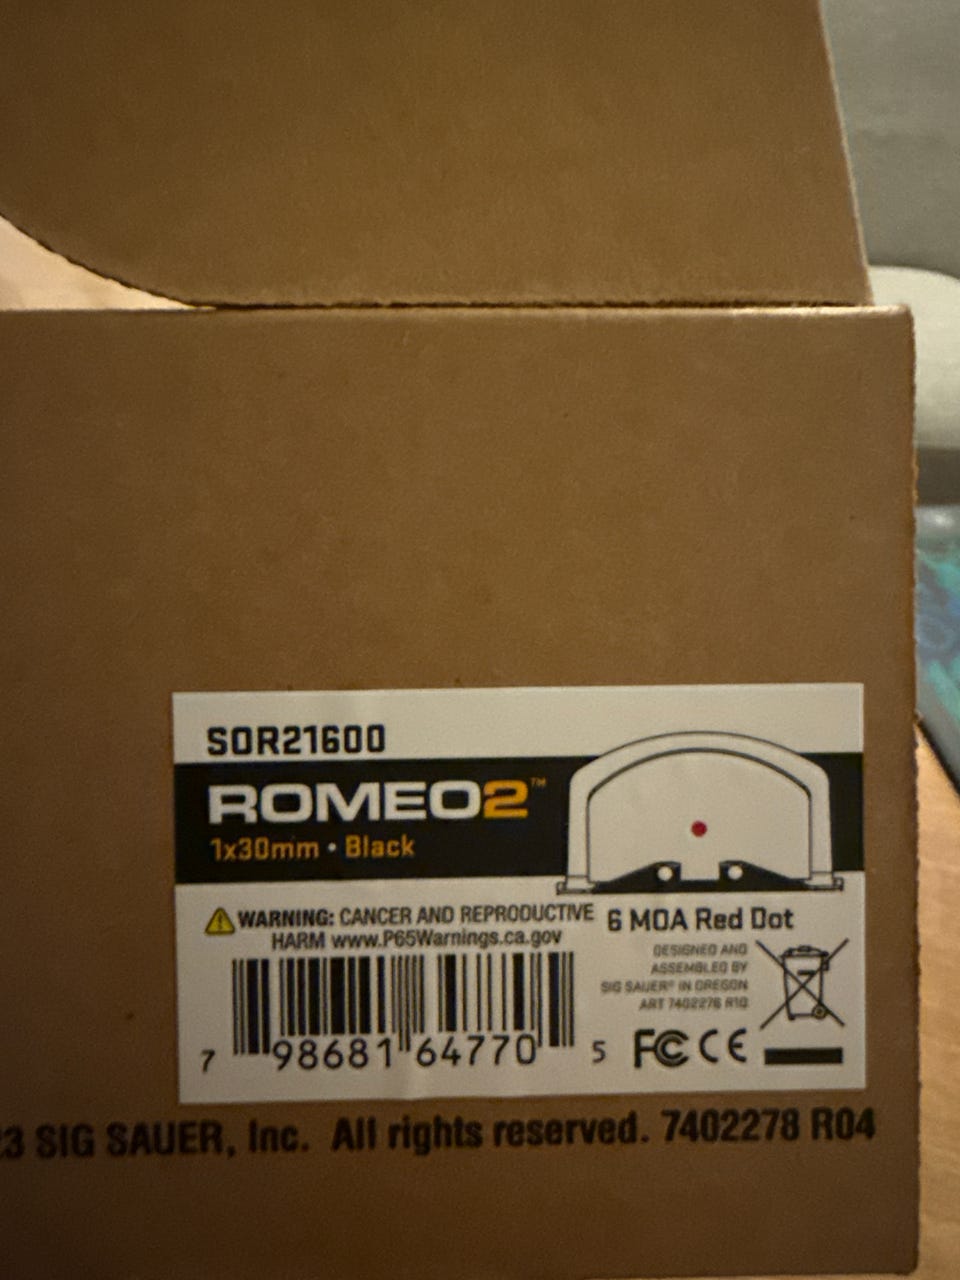 SOR21600
ROMEO2™
1x30mm • Black
WARNING: CANCER AND REPRODUCTIVE
HARM www.P65Warnings.ca.gov
6 MOA Red Dot
DESIGNED AND
ASSEMBLED BY
SIG SAUER® IN OREGON
ART 7402276 R10
7 98681 64770 5
FC CE
23 SIG SAUER, Inc. All rights reserved. 7402278 R04